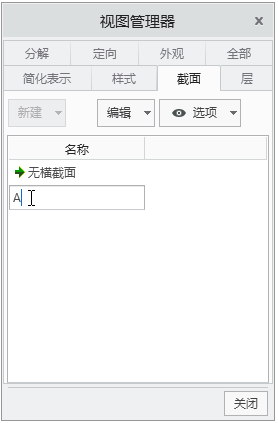 视图管理器
分解 定向 外观 全部
简化表示 样式 截面 层
新建 编辑 选项
名称
无横截面
A
关闭